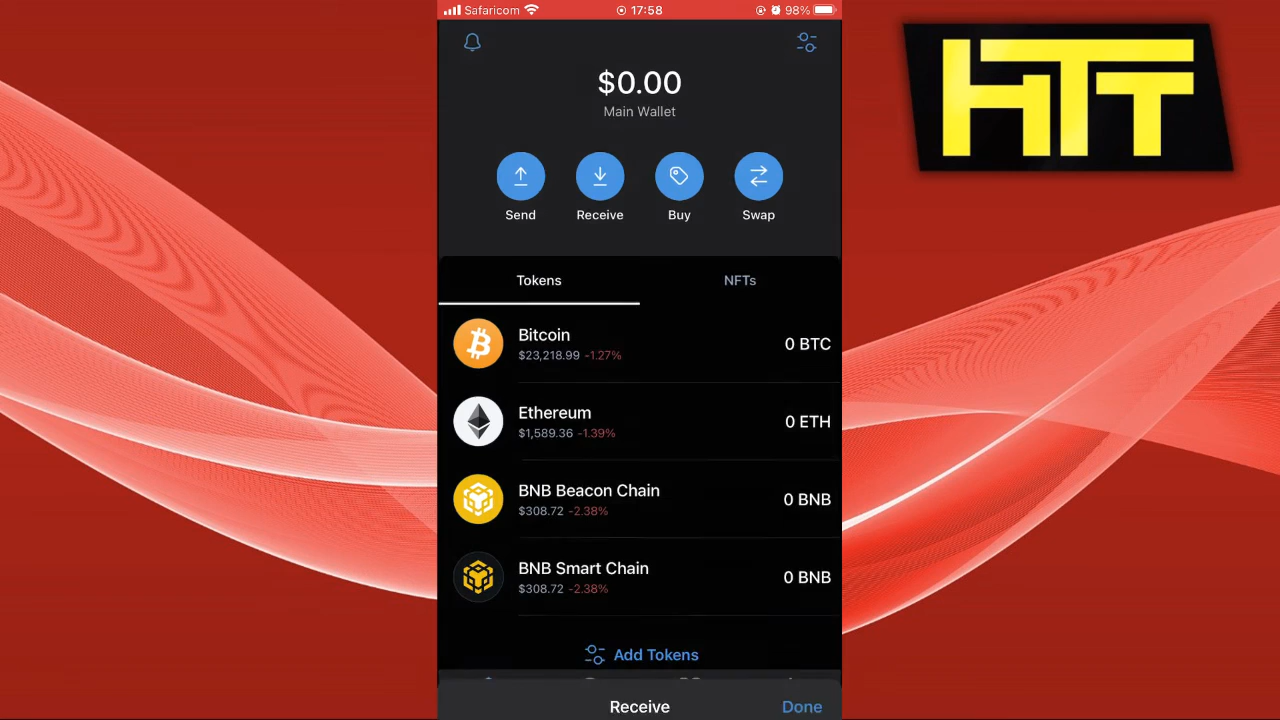 Safaricom 17:58 98%
HTT
$0.00
Main Wallet
Send Receive Buy Swap
Tokens NFTs
Bitcoin
$23,218.99 -1.27%
0 BTC
Ethereum
$1,589.36 -1.39%
0 ETH
BNB Beacon Chain
$308.72 -2.38%
0 BNB
BNB Smart Chain
$308.72 -2.38%
0 BNB
Add Tokens
Receive Done